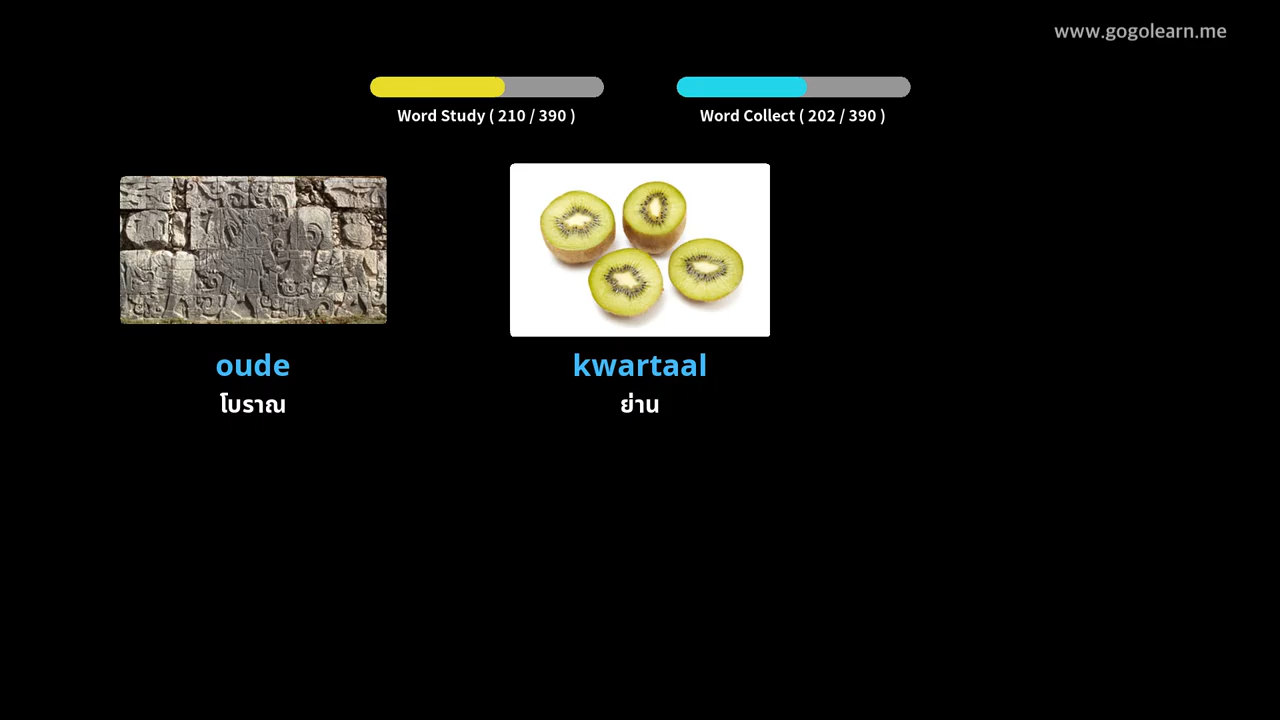 www.gogolearn.me
Word Study ( 210 / 390 )
Word Collect ( 202 / 390 )
oude
โบราณ
kwartaal
ย่าน